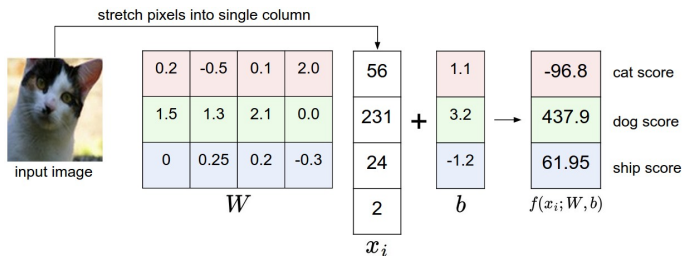 stretch pixels into single column
0.2 -0.5 0.1 2.0 56 1.1 -96.8 cat score
1.5 1.3 2.1 0.0 231 + 3.2 437.9 dog score
0 0.25 0.2 -0.3 24 -1.2 61.95 ship score
input image
W 2 b f(x_i; W, b)
x_i